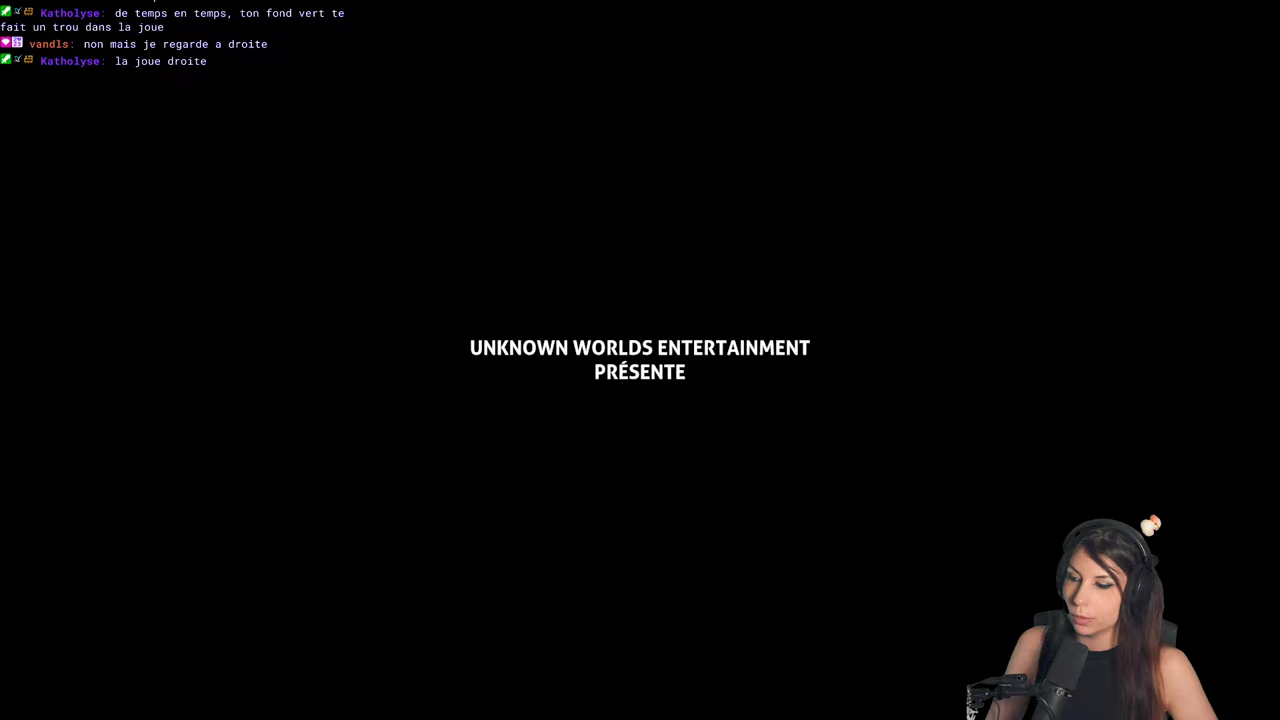 Katholyse: de temps en temps, ton fond vert te
fait un trou dans la joue
vandls: non mais je regarde a droite
Katholyse: la joue droite
UNKNOWN WORLDS ENTERTAINMENT
PRÉSENTE